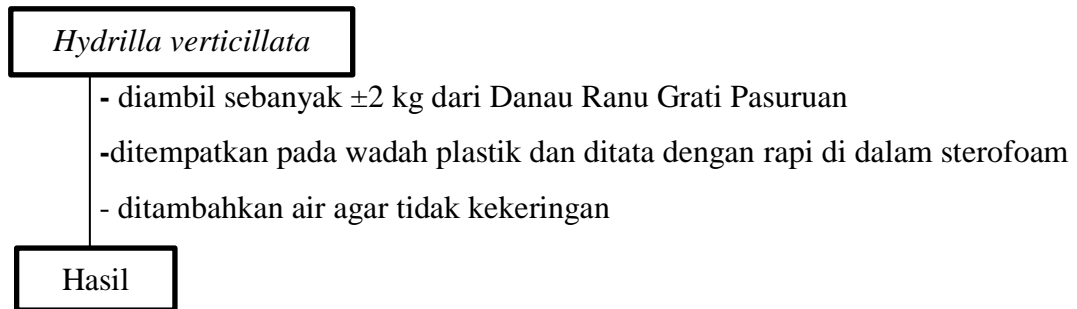 Hydrilla verticillata
- diambil sebanyak ±2 kg dari Danau Ranu Grati Pasuruan
-ditempatkan pada wadah plastik dan ditata dengan rapi di dalam sterofoam
- ditambahkan air agar tidak kekeringan
Hasil